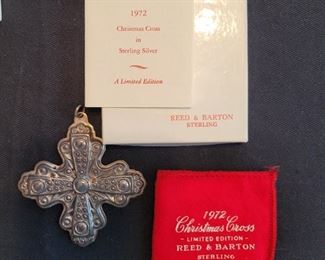 1972
Christmas Cross
in
Sterling Silver
A Limited Edition
REED & BARTON
STERLING
1972
Christmas Cross
– LIMITED EDITION –
REED & BARTON
STERLING